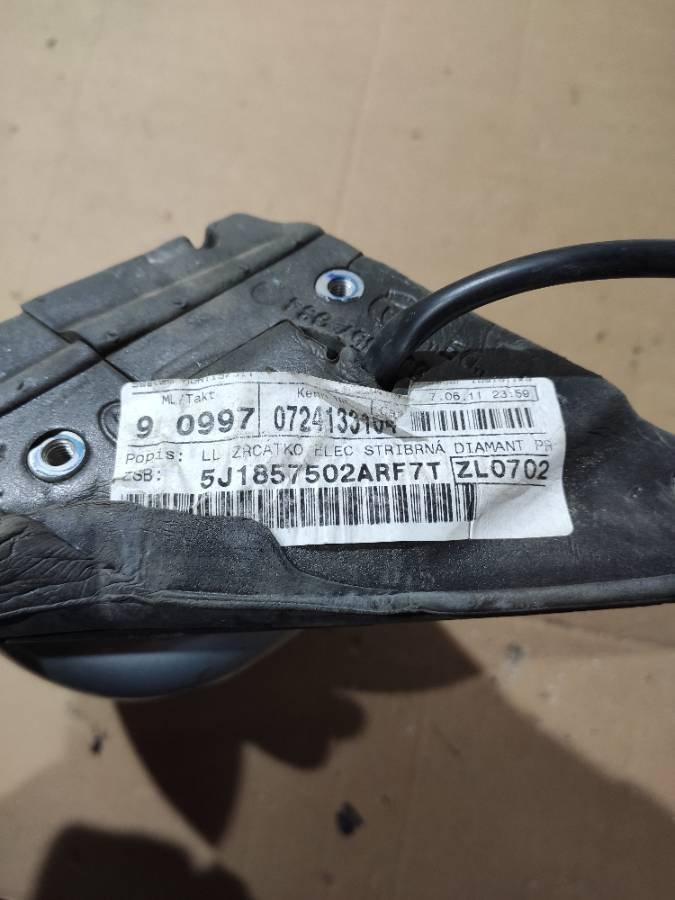 ML/Takt
7.06.11 23:59
9 0997 0724133104
Popis: LL ZRCATKO ELEC STRIBRNÁ DIAMANT PR
ZSB: 5J1857502ARF7T ZL0702